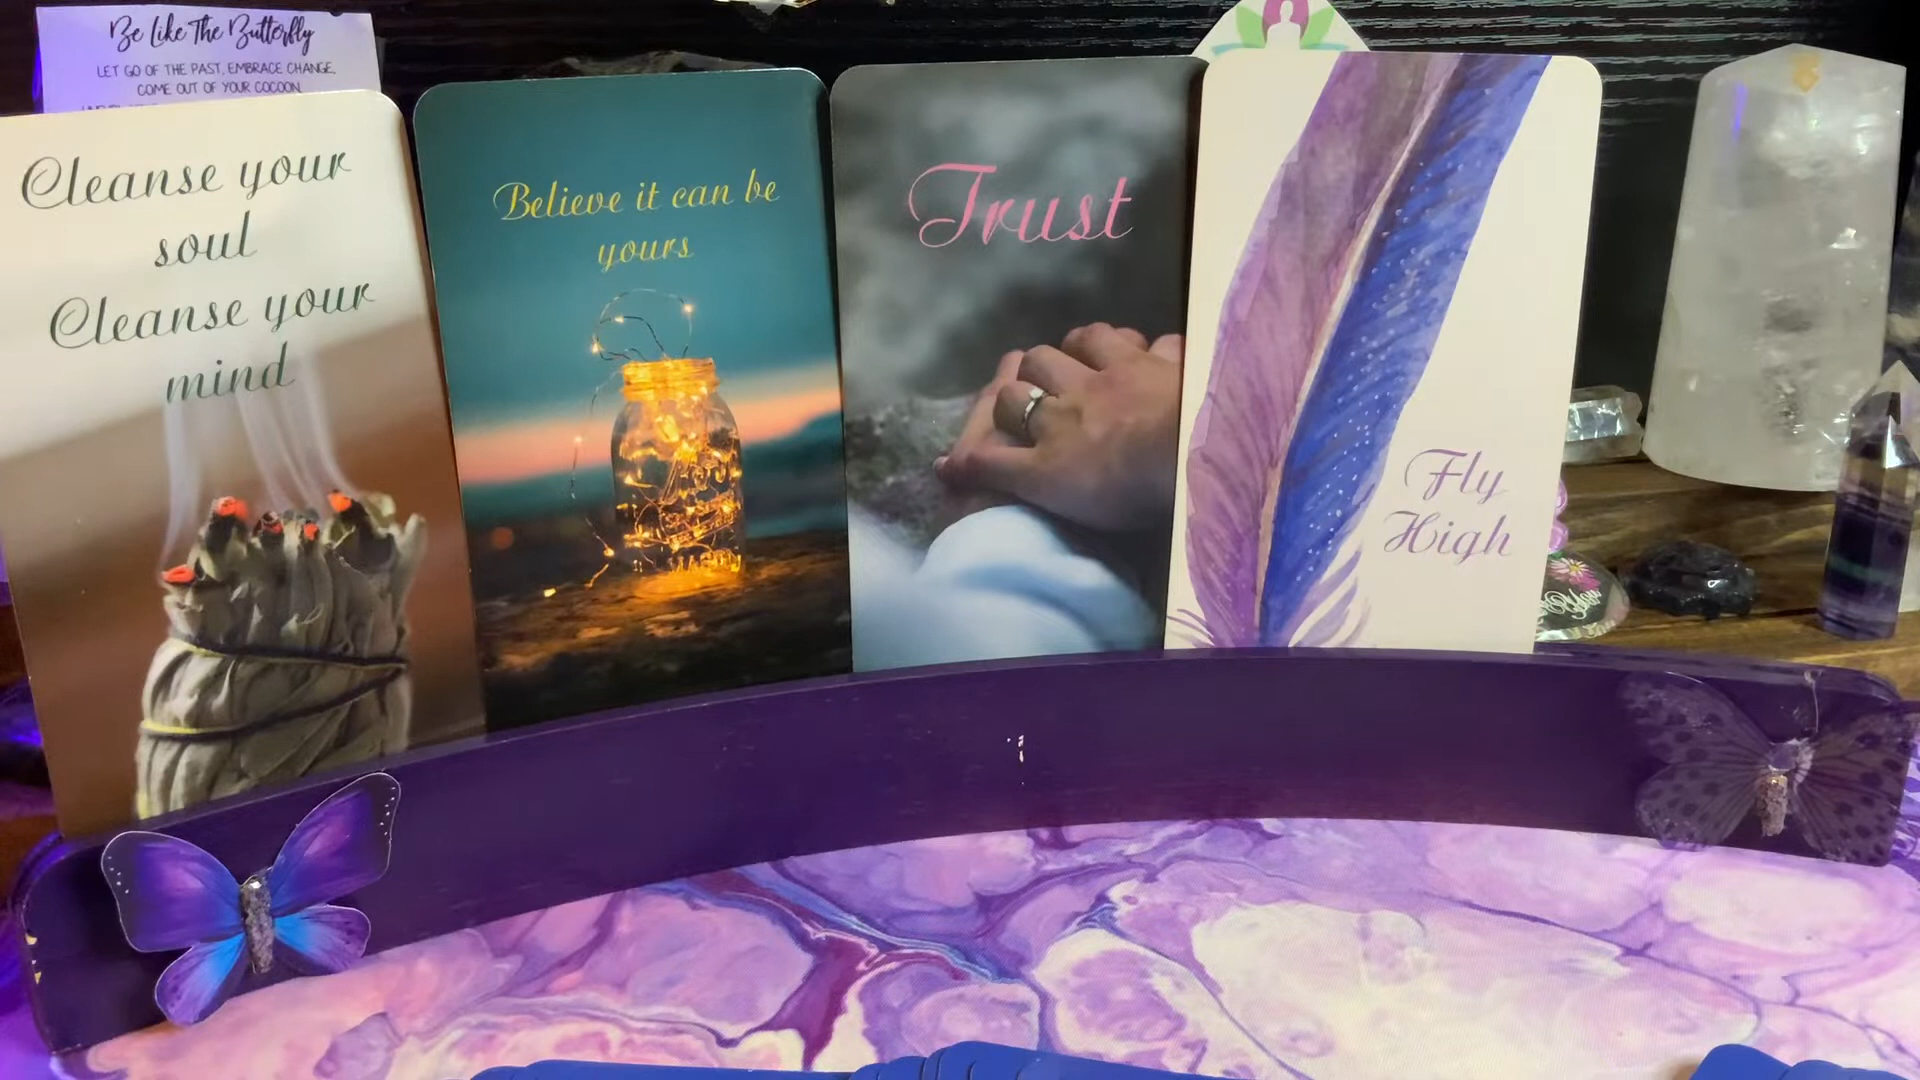 Be Like The Butterfly
LET GO OF THE PAST, EMBRACE CHANGE,
COME OUT OF YOUR COCOON,
Cleanse your
soul
Cleanse your
mind
Believe it can be
yours
MASON
Trust
Fly
High